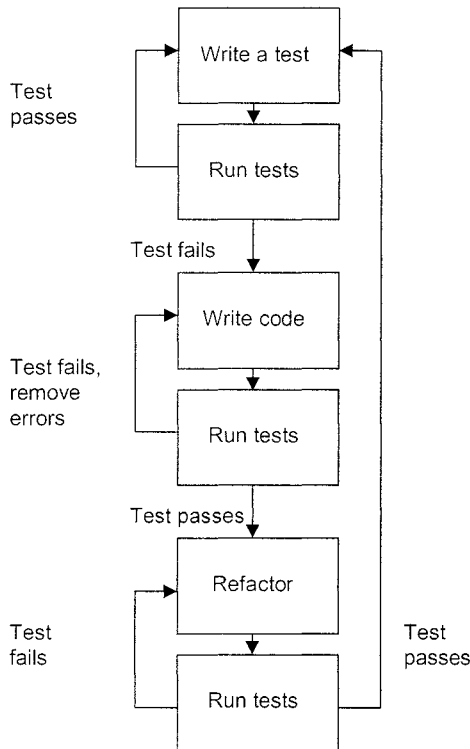 Write a test
Test
passes
Run tests
Test fails
Write code
Test fails,
remove
errors
Run tests
Test passes
Refactor
Test
fails
Test
passes
Run tests